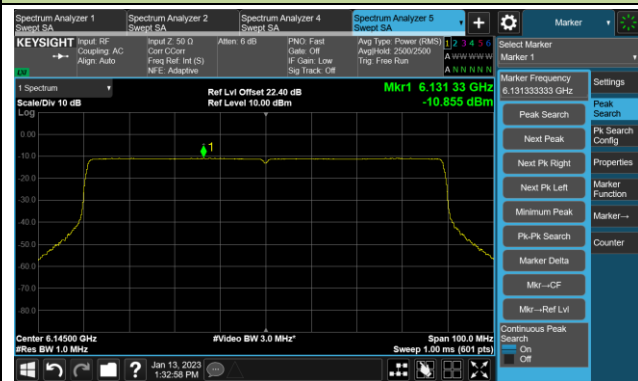 Spectrum Analyzer 1
Swept SA
Spectrum Analyzer 2
Swept SA
Spectrum Analyzer 4
Swept SA
Spectrum Analyzer 5
Swept SA
Marker
KEYSIGHT
Input: RF
Coupling: AC
Align: Auto
Input Z: 50 Ω
Corr CCorr
Freq Ref: Int (S)
NFE: Adaptive
Atten: 6 dB
PNO: Fast
Gate: Off
IF Gain: Low
Sig Track: Off
Avg Type: Power (RMS)
Avg|Hold: 2500/2500
Trig: Free Run
1 2 3 4 5 6
A W W W W W
A N N N N N
Select Marker
Marker 1
1 Spectrum
Scale/Div 10 dB
Ref Lvl Offset 22.40 dB
Ref Level 10.00 dBm
Mkr1 6.131 33 GHz
-10.855 dBm
Log
0.00
-10.0
-20.0
-30.0
-40.0
-50.0
-60.0
-70.0
-80.0
1
Center 6.14500 GHz
#Res BW 1.0 MHz
#Video BW 3.0 MHz*
Span 100.0 MHz
Sweep 1.00 ms (601 pts)
Marker Frequency
6.131333333 GHz
Peak Search
Next Peak
Next Pk Right
Next Pk Left
Minimum Peak
Pk-Pk Search
Marker Delta
Mkr→CF
Mkr→Ref Lvl
Continuous Peak
Search
On
Off
Settings
Peak
Search
Pk Search
Config
Properties
Marker
Function
Marker→
Counter
Jan 13, 2023
1:32:58 PM